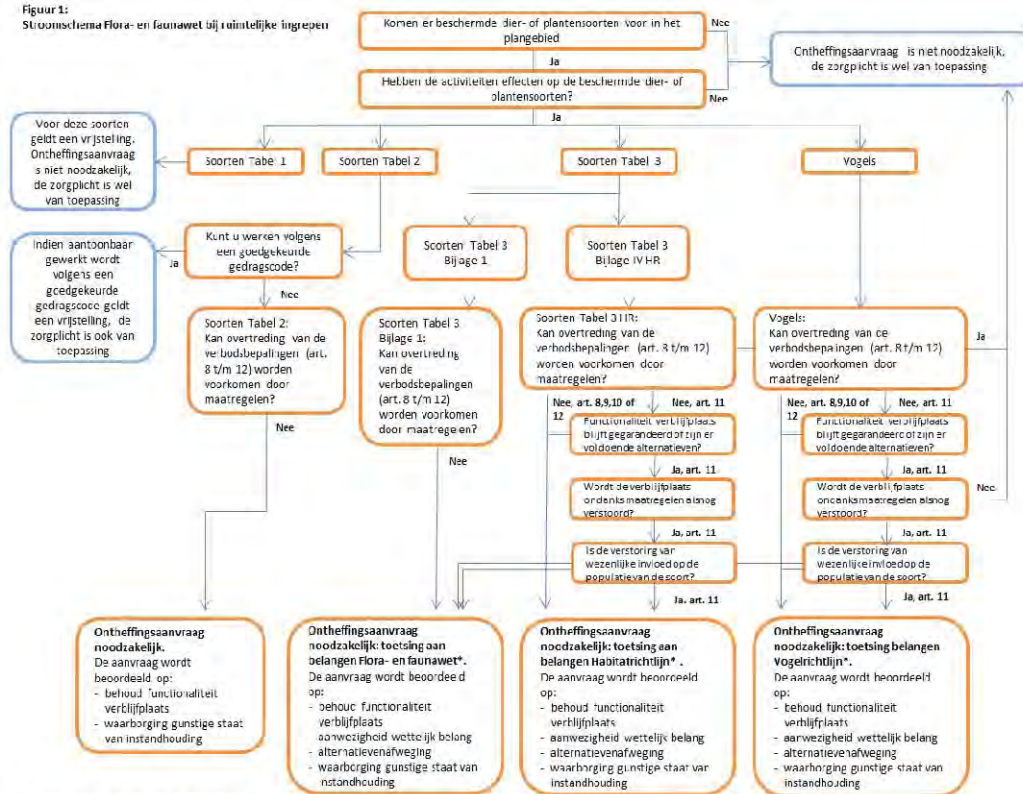 Figuur 1:
Stroomschema Flora- en faunawet bij ruimtelijke ingrepen
Komen er beschermde dier- of plantensoorten voor in het
plangebied
Nee
Ja
Hebben de activiteiten effecten op de beschermde dier- of
plantensoorten?
Nee
Ja
Ontheffingsaanvraag is niet noodzakelijk,
de zorgplicht is wel van toepassing
Voor deze soorten
geldt een vrijstelling.
Ontheffingsaanvraag
is niet noodzakelijk,
de zorgplicht is wel
van toepassing
Soorten Tabel 1
Soorten Tabel 2
Soorten Tabel 3
Vogels
Indien aantoonbaar
gewerkt wordt
volgens een
goedgekeurde
gedragscode geldt
een vrijstelling, de
zorgplicht is ook van
toepassing
Ja
Kunt u werken volgens
een goedgekeurde
gedragscode?
Nee
Soorten Tabel 3
Bijlage 1
Soorten Tabel 3
Bijlage IV HR
Soorten Tabel 2:
Kan overtreding van de
verbodsbepalingen (art.
8 t/m 12) worden
voorkomen door
maatregelen?
Nee
Soorten Tabel 3
Bijlage 1:
Kan overtreding
van de
verbodsbepalingen
(art. 8 t/m 12)
worden voorkomen
door maatregelen?
Nee
Soorten Tabel 3 HR:
Kan overtreding van de
verbodsbepalingen (art. 8 t/m 12)
worden voorkomen door
maatregelen?
Vogels:
Kan overtreding van de
verbodsbepalingen (art. 8 t/m 12)
worden voorkomen door
maatregelen?
Ja
Nee, art. 8,9,10 of
12
Nee, art. 11
Functionaliteit verblijfplaats
blijft gegarandeerd of zijn er
voldoende alternatieven?
Ja, art. 11
Wordt de verblijfplaats
ondanks maatregelen alsnog
verstoord?
Ja, art. 11
Is de verstoring van
wezenlijke invloed op de
populatie van de soort?
Ja, art. 11
Nee, art. 8,9,10 of
12
Nee, art. 11
Functionaliteit verblijfplaats
blijft gegarandeerd of zijn er
voldoende alternatieven?
Ja, art. 11
Wordt de verblijfplaats
ondanks maatregelen alsnog
verstoord?
Nee
Ja, art. 11
Is de verstoring van
wezenlijke invloed op de
populatie van de soort?
Ja, art. 11
Ontheffingsaanvraag
noodzakelijk.
De aanvraag wordt
beoordeeld op:
- behoud functionaliteit
verblijfplaats
- waarborging gunstige staat
van instandhouding
Ontheffingsaanvraag
noodzakelijk: toetsing aan
belangen Flora- en faunawet*.
De aanvraag wordt beoordeeld
op:
- behoud functionaliteit
verblijfplaats
aanwezigheid wettelijk belang
- alternatievenafweging
- waarborging gunstige staat van
instandhouding
Ontheffingsaanvraag
noodzakelijk: toetsing aan
belangen Habitatrichtlijn* .
De aanvraag wordt beoordeeld
op:
- behoud functionaliteit
verblijfplaats
- aanwezigheid wettelijk belang
- alternatievenafweging
- waarborging gunstige staat van
instandhouding
Ontheffingsaanvraag
noodzakelijk: toetsing belangen
Vogelrichtlijn*.
De aanvraag wordt beoordeeld
op:
- behoud functionaliteit
verblijfplaats
- aanwezigheid wettelijk belang
- alternatievenafweging
- waarborging gunstige staat van
instandhouding